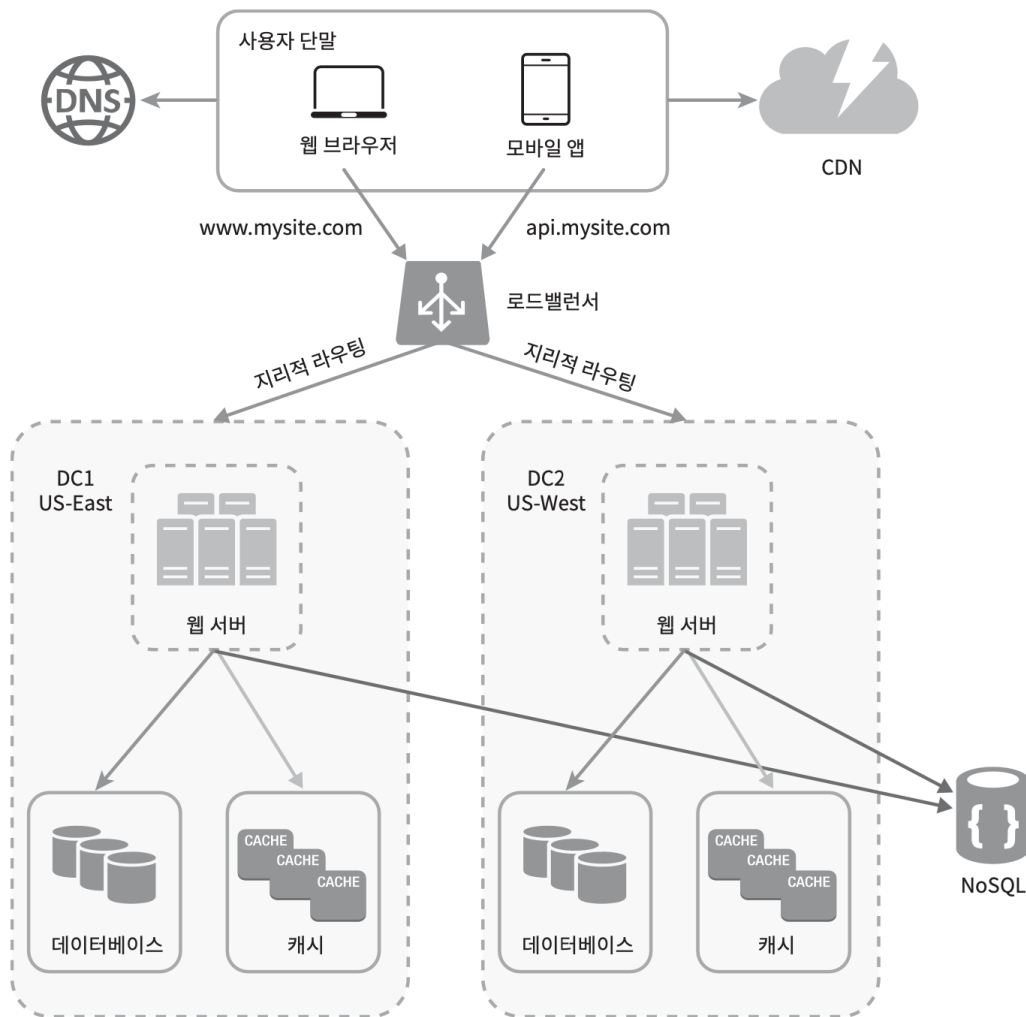 사용자 단말
DNS
웹 브라우저
모바일 앱
CDN
www.mysite.com
api.mysite.com
로드밸런서
지리적 라우팅
지리적 라우팅
DC1
US-East
웹 서버
DC2
US-West
웹 서버
CACHE
CACHE
CACHE
데이터베이스
캐시
CACHE
CACHE
CACHE
데이터베이스
캐시
{ }
NoSQL